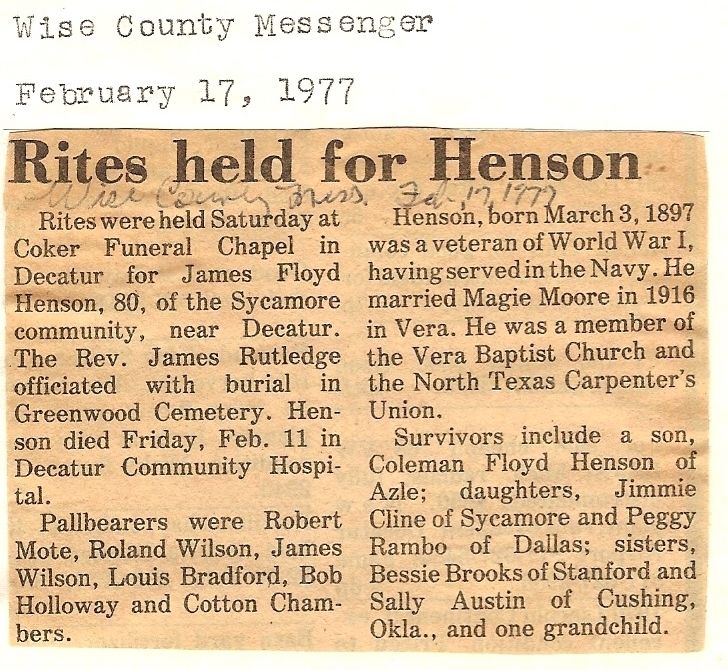 Wise County Messenger
February 17, 1977
Rites held for Henson
Wise County Mess. Feb, 17, 1977
Rites were held Saturday at
Coker Funeral Chapel in
Decatur for James Floyd
Henson, 80, of the Sycamore
community, near Decatur.
The Rev. James Rutledge
officiated with burial in
Greenwood Cemetery. Hen-
son died Friday, Feb. 11 in
Decatur Community Hospi-
tal.
Pallbearers were Robert
Mote, Roland Wilson, James
Wilson, Louis Bradford, Bob
Holloway and Cotton Cham-
bers.
Henson, born March 3, 1897
was a veteran of World War I,
having served in the Navy. He
married Magie Moore in 1916
in Vera. He was a member of
the Vera Baptist Church and
the North Texas Carpenter's
Union.
Survivors include a son,
Coleman Floyd Henson of
Azle; daughters, Jimmie
Cline of Sycamore and Peggy
Rambo of Dallas; sisters,
Bessie Brooks of Stanford and
Sally Austin of Cushing,
Okla., and one grandchild.